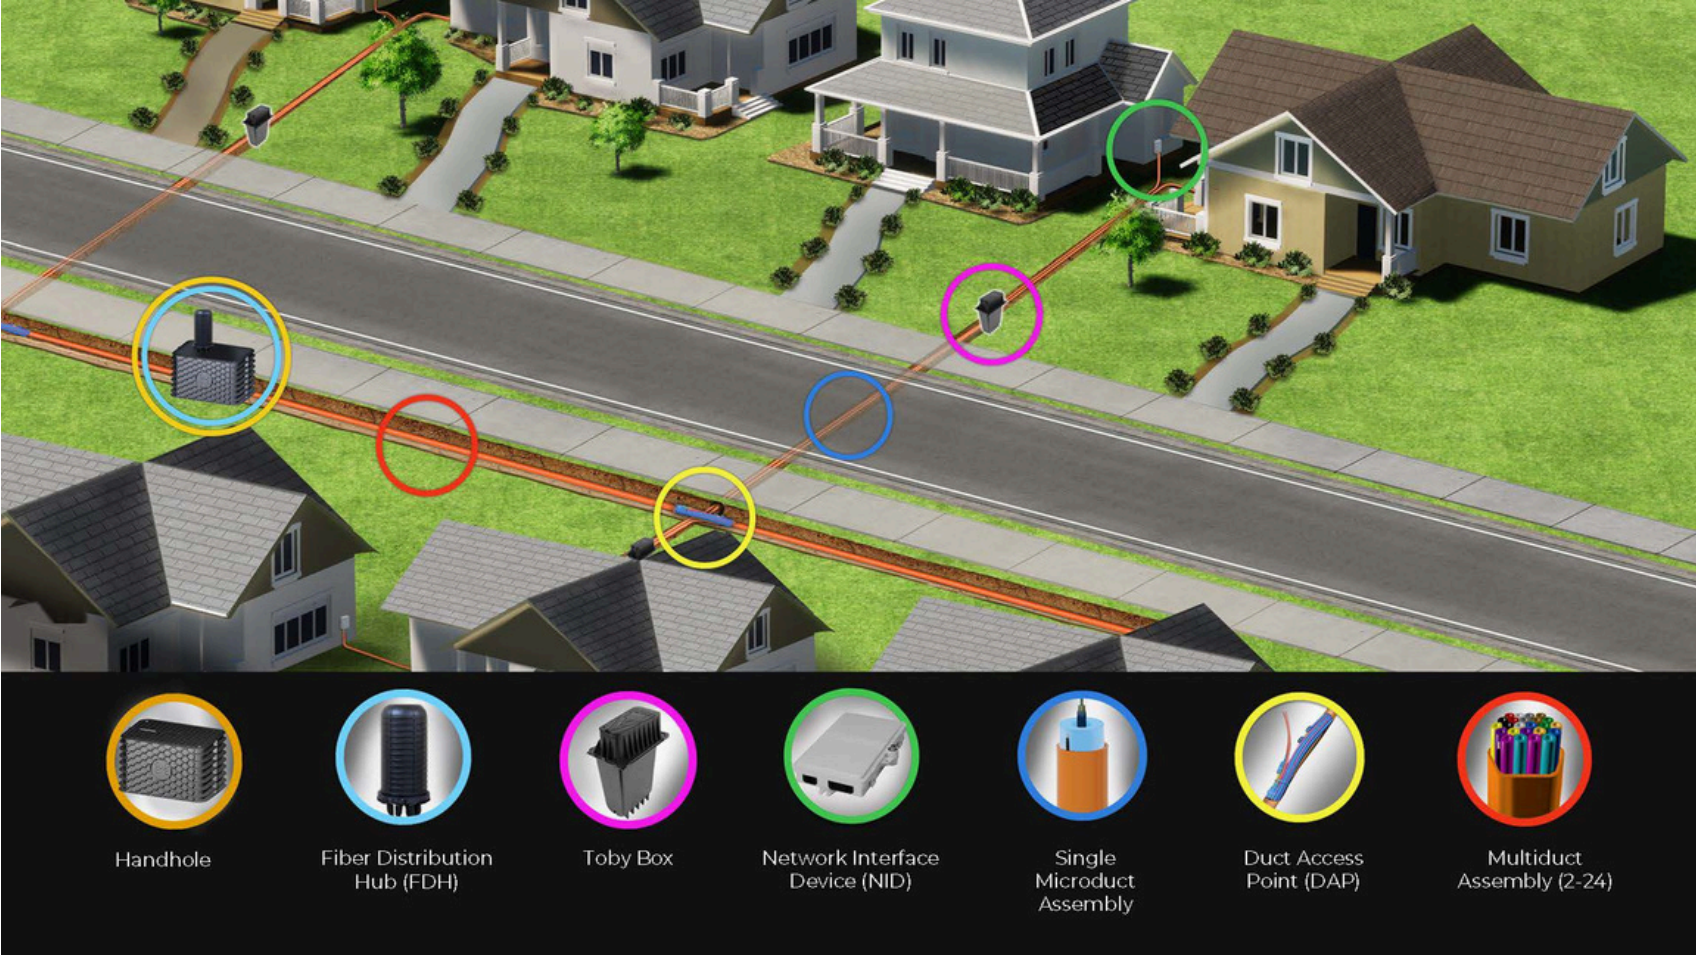 Handhole
Fiber Distribution
Hub (FDH)
Toby Box
Network Interface
Device (NID)
Single
Microduct
Assembly
Duct Access
Point (DAP)
Multiduct
Assembly (2-24)